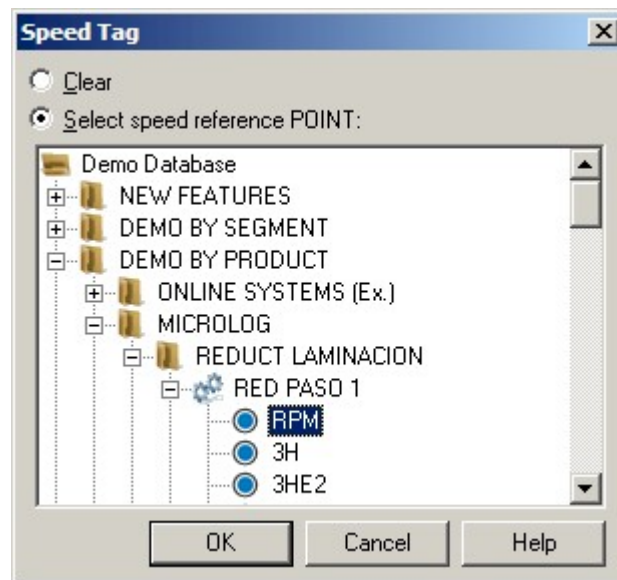 Speed Tag
Clear
Select speed reference POINT:
Demo Database
NEW FEATURES
DEMO BY SEGMENT
DEMO BY PRODUCT
ONLINE SYSTEMS (Ex.)
MICROLOG
REDUCT LAMINACION
RED PASO 1
RPM
3H
3HE2
OK Cancel Help